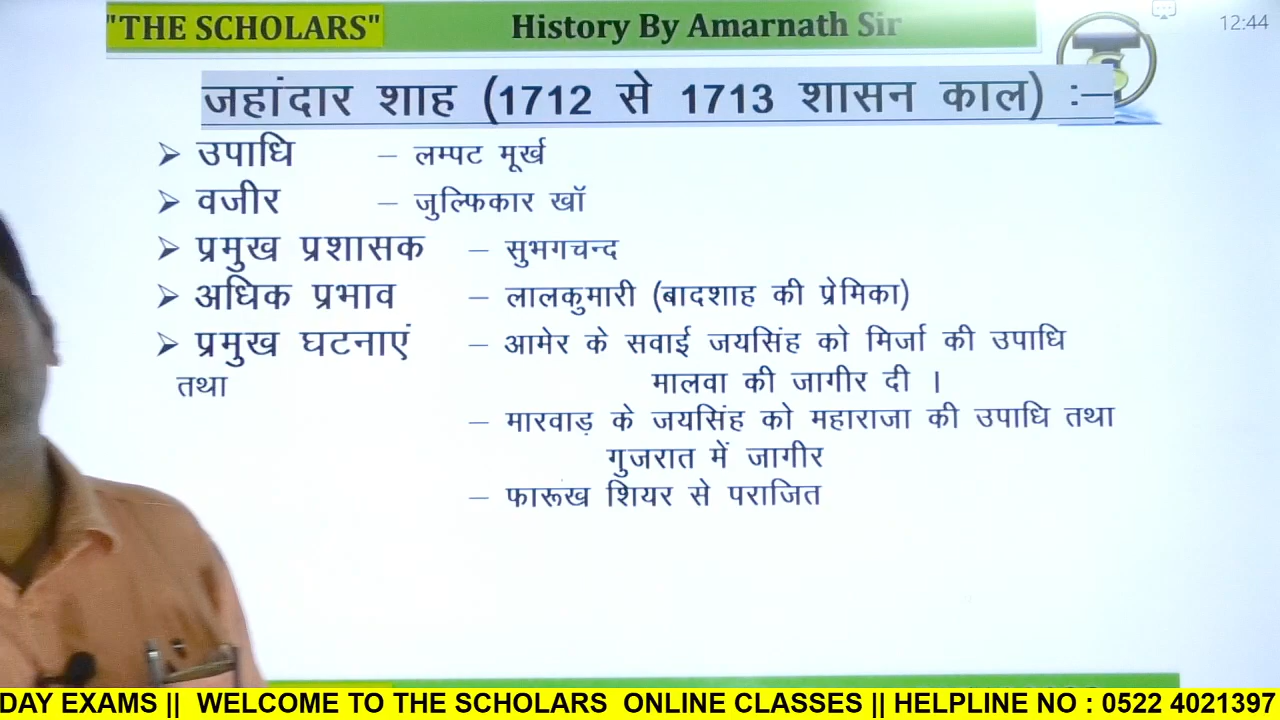 "THE SCHOLARS" History By Amarnath Sir
12:44
जहांदार शाह (1712 से 1713 शासन काल) :–
➢ उपाधि – लम्पट मूर्ख
➢ वजीर – जुल्फिकार खॉ
➢ प्रमुख प्रशासक – सुभगचन्द
➢ अधिक प्रभाव – लालकुमारी (बादशाह की प्रेमिका)
➢ प्रमुख घटनाएं – आमेर के सवाई जयसिंह को मिर्जा की उपाधि
तथा मालवा की जागीर दी ।
– मारवाड़ के जयसिंह को महाराजा की उपाधि तथा
गुजरात में जागीर
– फारूख शियर से पराजित
DAY EXAMS || WELCOME TO THE SCHOLARS ONLINE CLASSES || HELPLINE NO : 0522 4021397